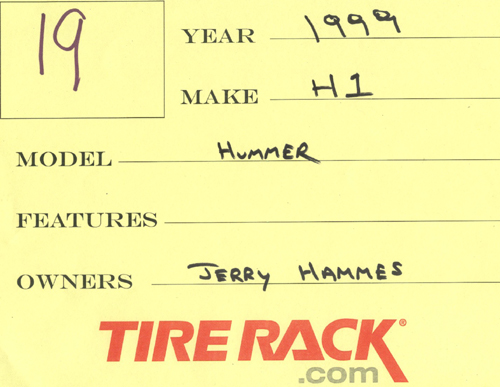 19
YEAR 1999
MAKE H1
MODEL HUMMER
FEATURES
OWNERS JERRY HAMMES
TIRE RACK®
.com